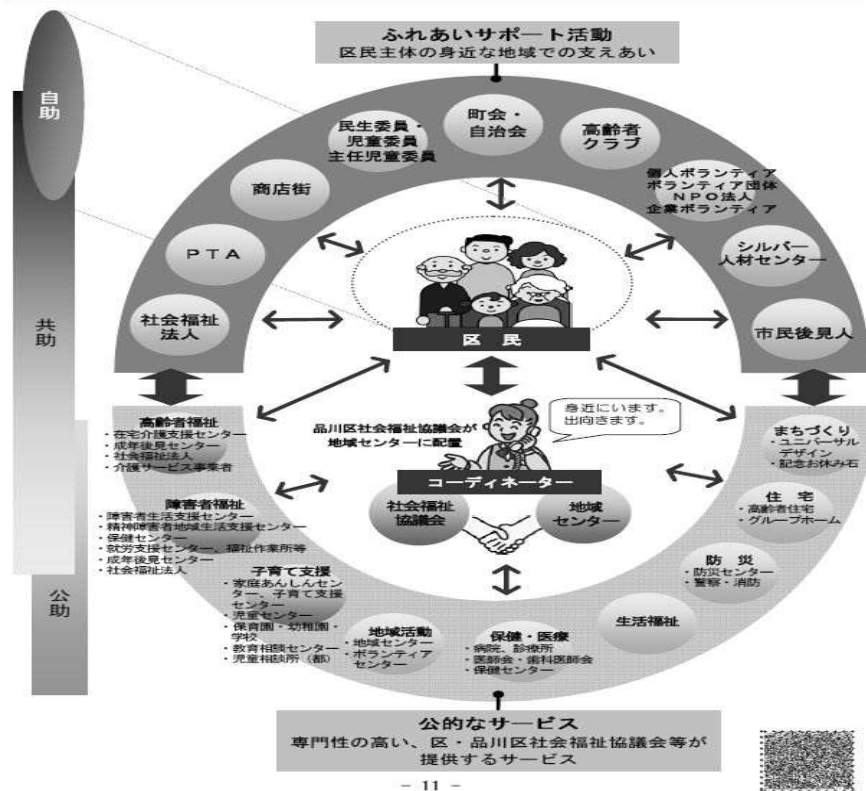 ふれあいサポート活動
区民主体の身近な地域での支えあい
自助
共助
公助
民生委員・
児童委員
主任児童委員
町会・
自治会
高齢者
クラブ
個人ボランティア
ボランティア団体
NPO法人
企業ボランティア
商店街
シルバー
人材センター
PTA
社会福祉
法人
市民後見人
区 民
品川区社会福祉協議会が
地域センターに配置
身近にいます。
出向きます。
コーディネーター
社会福祉
協議会
地域
センター
高齢者福祉
・在宅介護支援センター
・成年後見センター
・社会福祉法人
・介護サービス事業者
障害者福祉
・障害者生活支援センター
・精神障害者地域生活支援センター
・保健センター
・就労支援センター、福祉作業所等
・成年後見センター
・社会福祉法人
子育て支援
・家庭あんしんセン
ター、子育て支援
センター
・児童センター
・保育園・幼稚園・
学校
・教育相談センター
・児童相談所（都）
地域活動
・地域センター
・ボランティア
センター
保健・医療
・病院、診療所
・医師会・歯科医師会
・保健センター
生活福祉
防 災
・防災センター
・警察・消防
住 宅
・高齢者住宅
・グループホーム
まちづくり
・ユニバーサル
デザイン
・記念お休み石
公的なサービス
専門性の高い、区・品川区社会福祉協議会等が
提供するサービス
－ 11 －